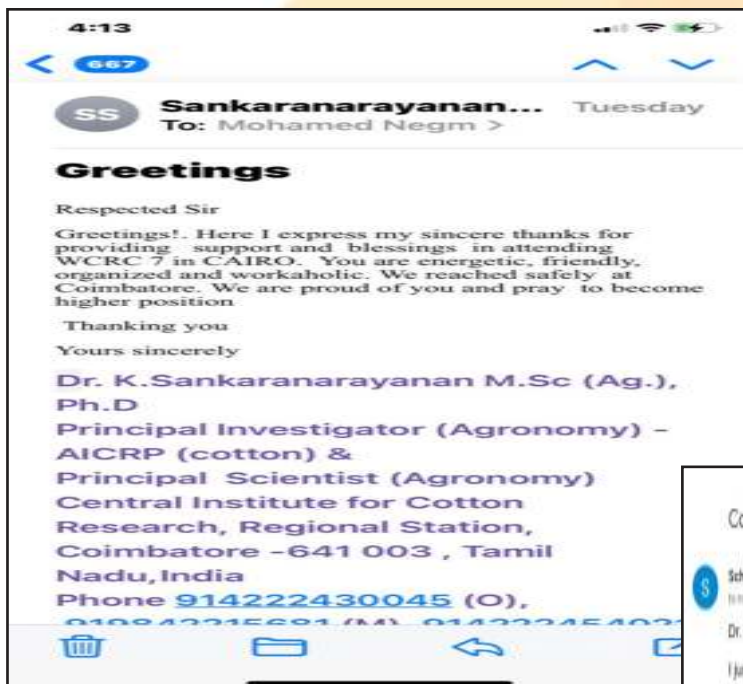 4:13
667
SS
Sankaranarayanan... Tuesday
To: Mohamed Negm >
Greetings
Respected Sir
Greetings!. Here I express my sincere thanks for
providing support and blessings in attending
WCRC 7 in CAIRO. You are energetic, friendly,
organized and workaholic. We reached safely at
Coimbatore. We are proud of you and pray to become
higher position
Thanking you
Yours sincerely
Dr. K.Sankaranarayanan M.Sc (Ag.),
Ph.D
Principal Investigator (Agronomy) -
AICRP (cotton) &
Principal Scientist (Agronomy)
Central Institute for Cotton
Research, Regional Station,
Coimbatore -641 003 , Tamil
Nadu,India
Phone 914222430045 (O),
S
Dr.